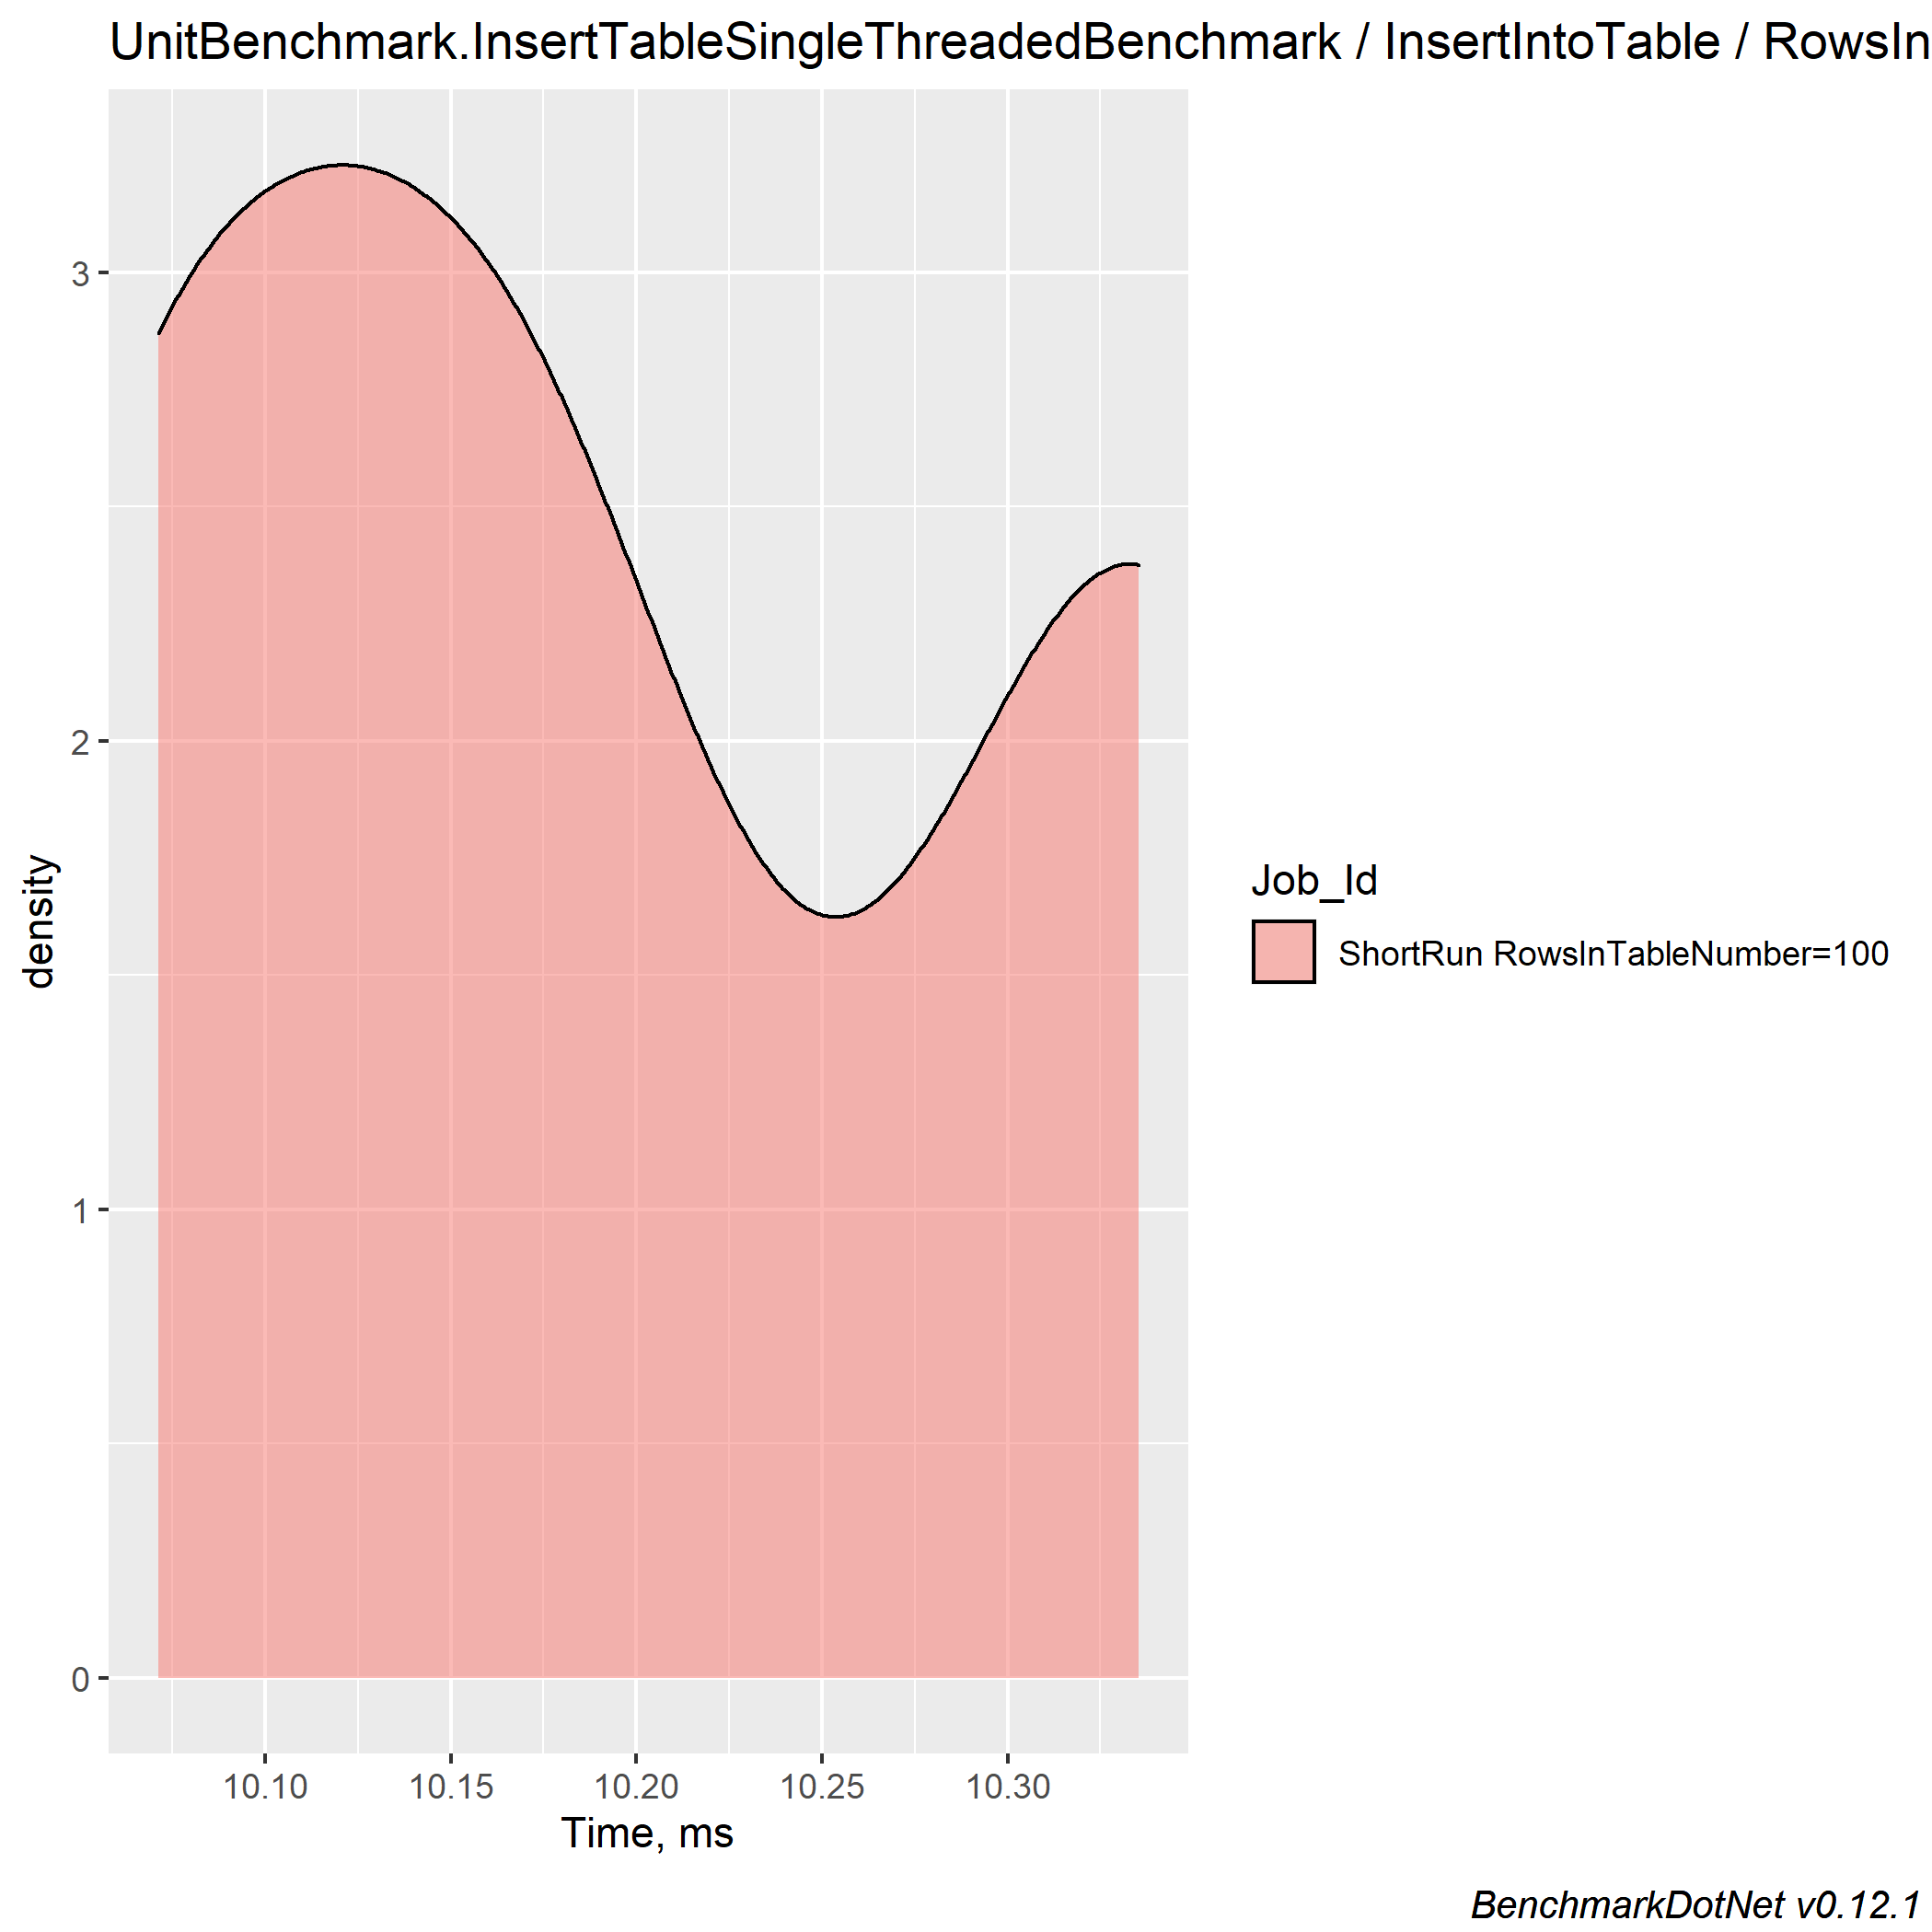 UnitBenchmark.InsertTableSingleThreadedBenchmark / InsertIntoTable / RowsIn
3
2
1
0
density
10.10 10.15 10.20 10.25 10.30
Time, ms
Job_Id
ShortRun RowsInTableNumber=100
BenchmarkDotNet v0.12.1